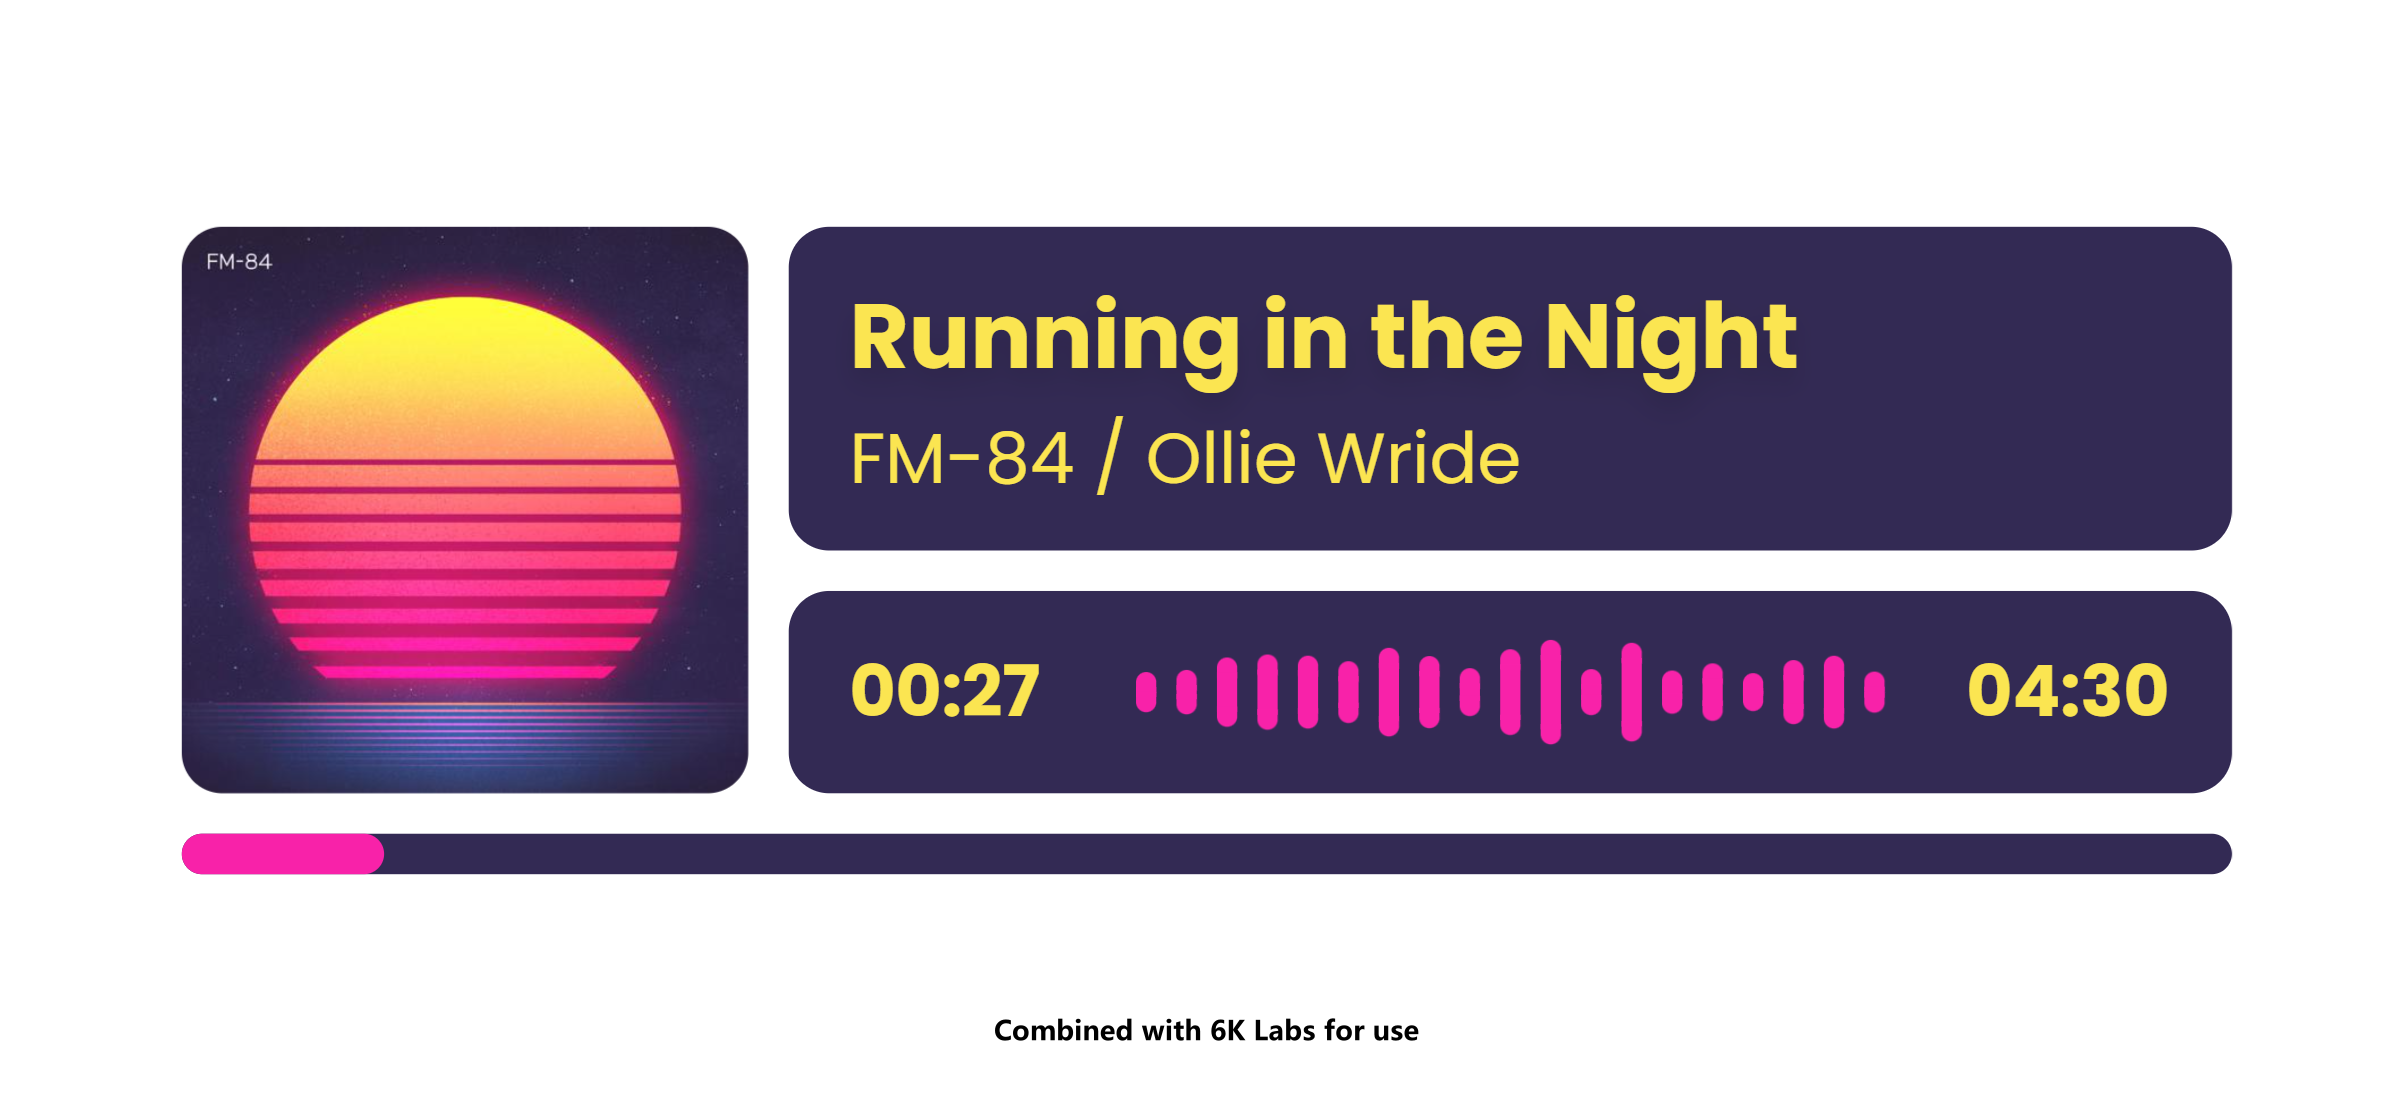 FM-84
Running in the Night
FM-84 / Ollie Wride
00:27
04:30
Combined with 6K Labs for use